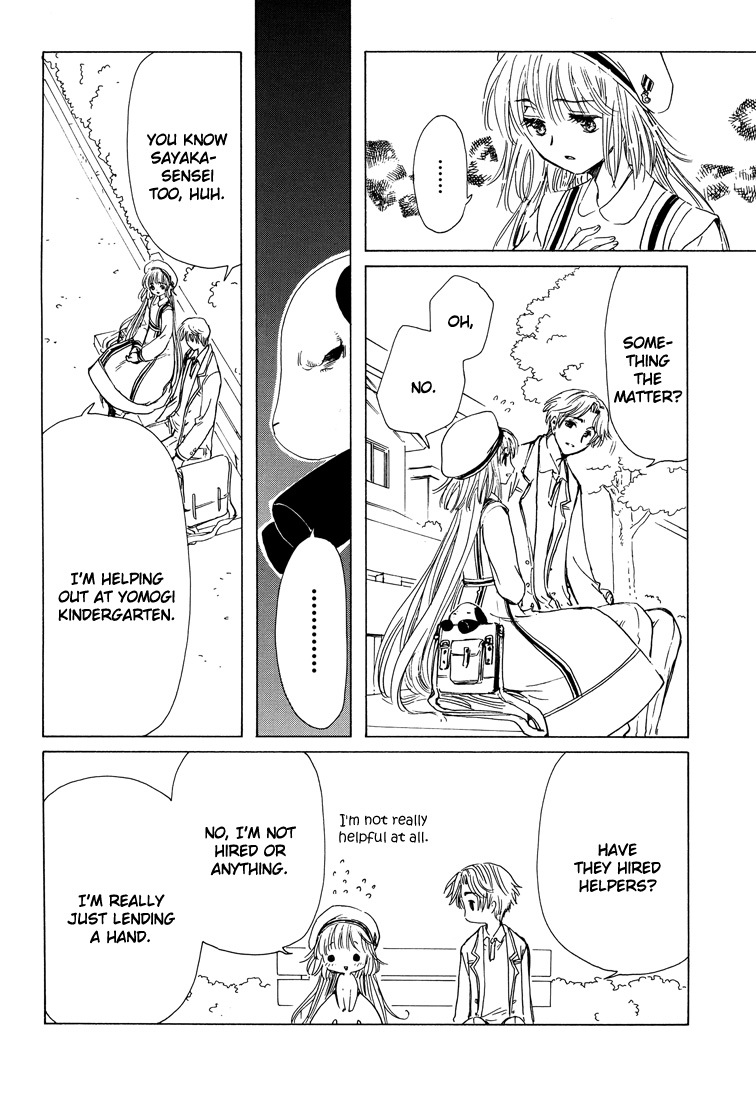 ......
SOME-
THING
THE
MATTER?
OH,
NO.
.........
YOU KNOW
SAYAKA-
SENSEI
TOO, HUH.
I'M HELPING
OUT AT YOMOGI
KINDERGARTEN.
HAVE
THEY HIRED
HELPERS?
I'm not really
helpful at all.
NO, I'M NOT
HIRED OR
ANYTHING.
I'M REALLY
JUST LENDING
A HAND.